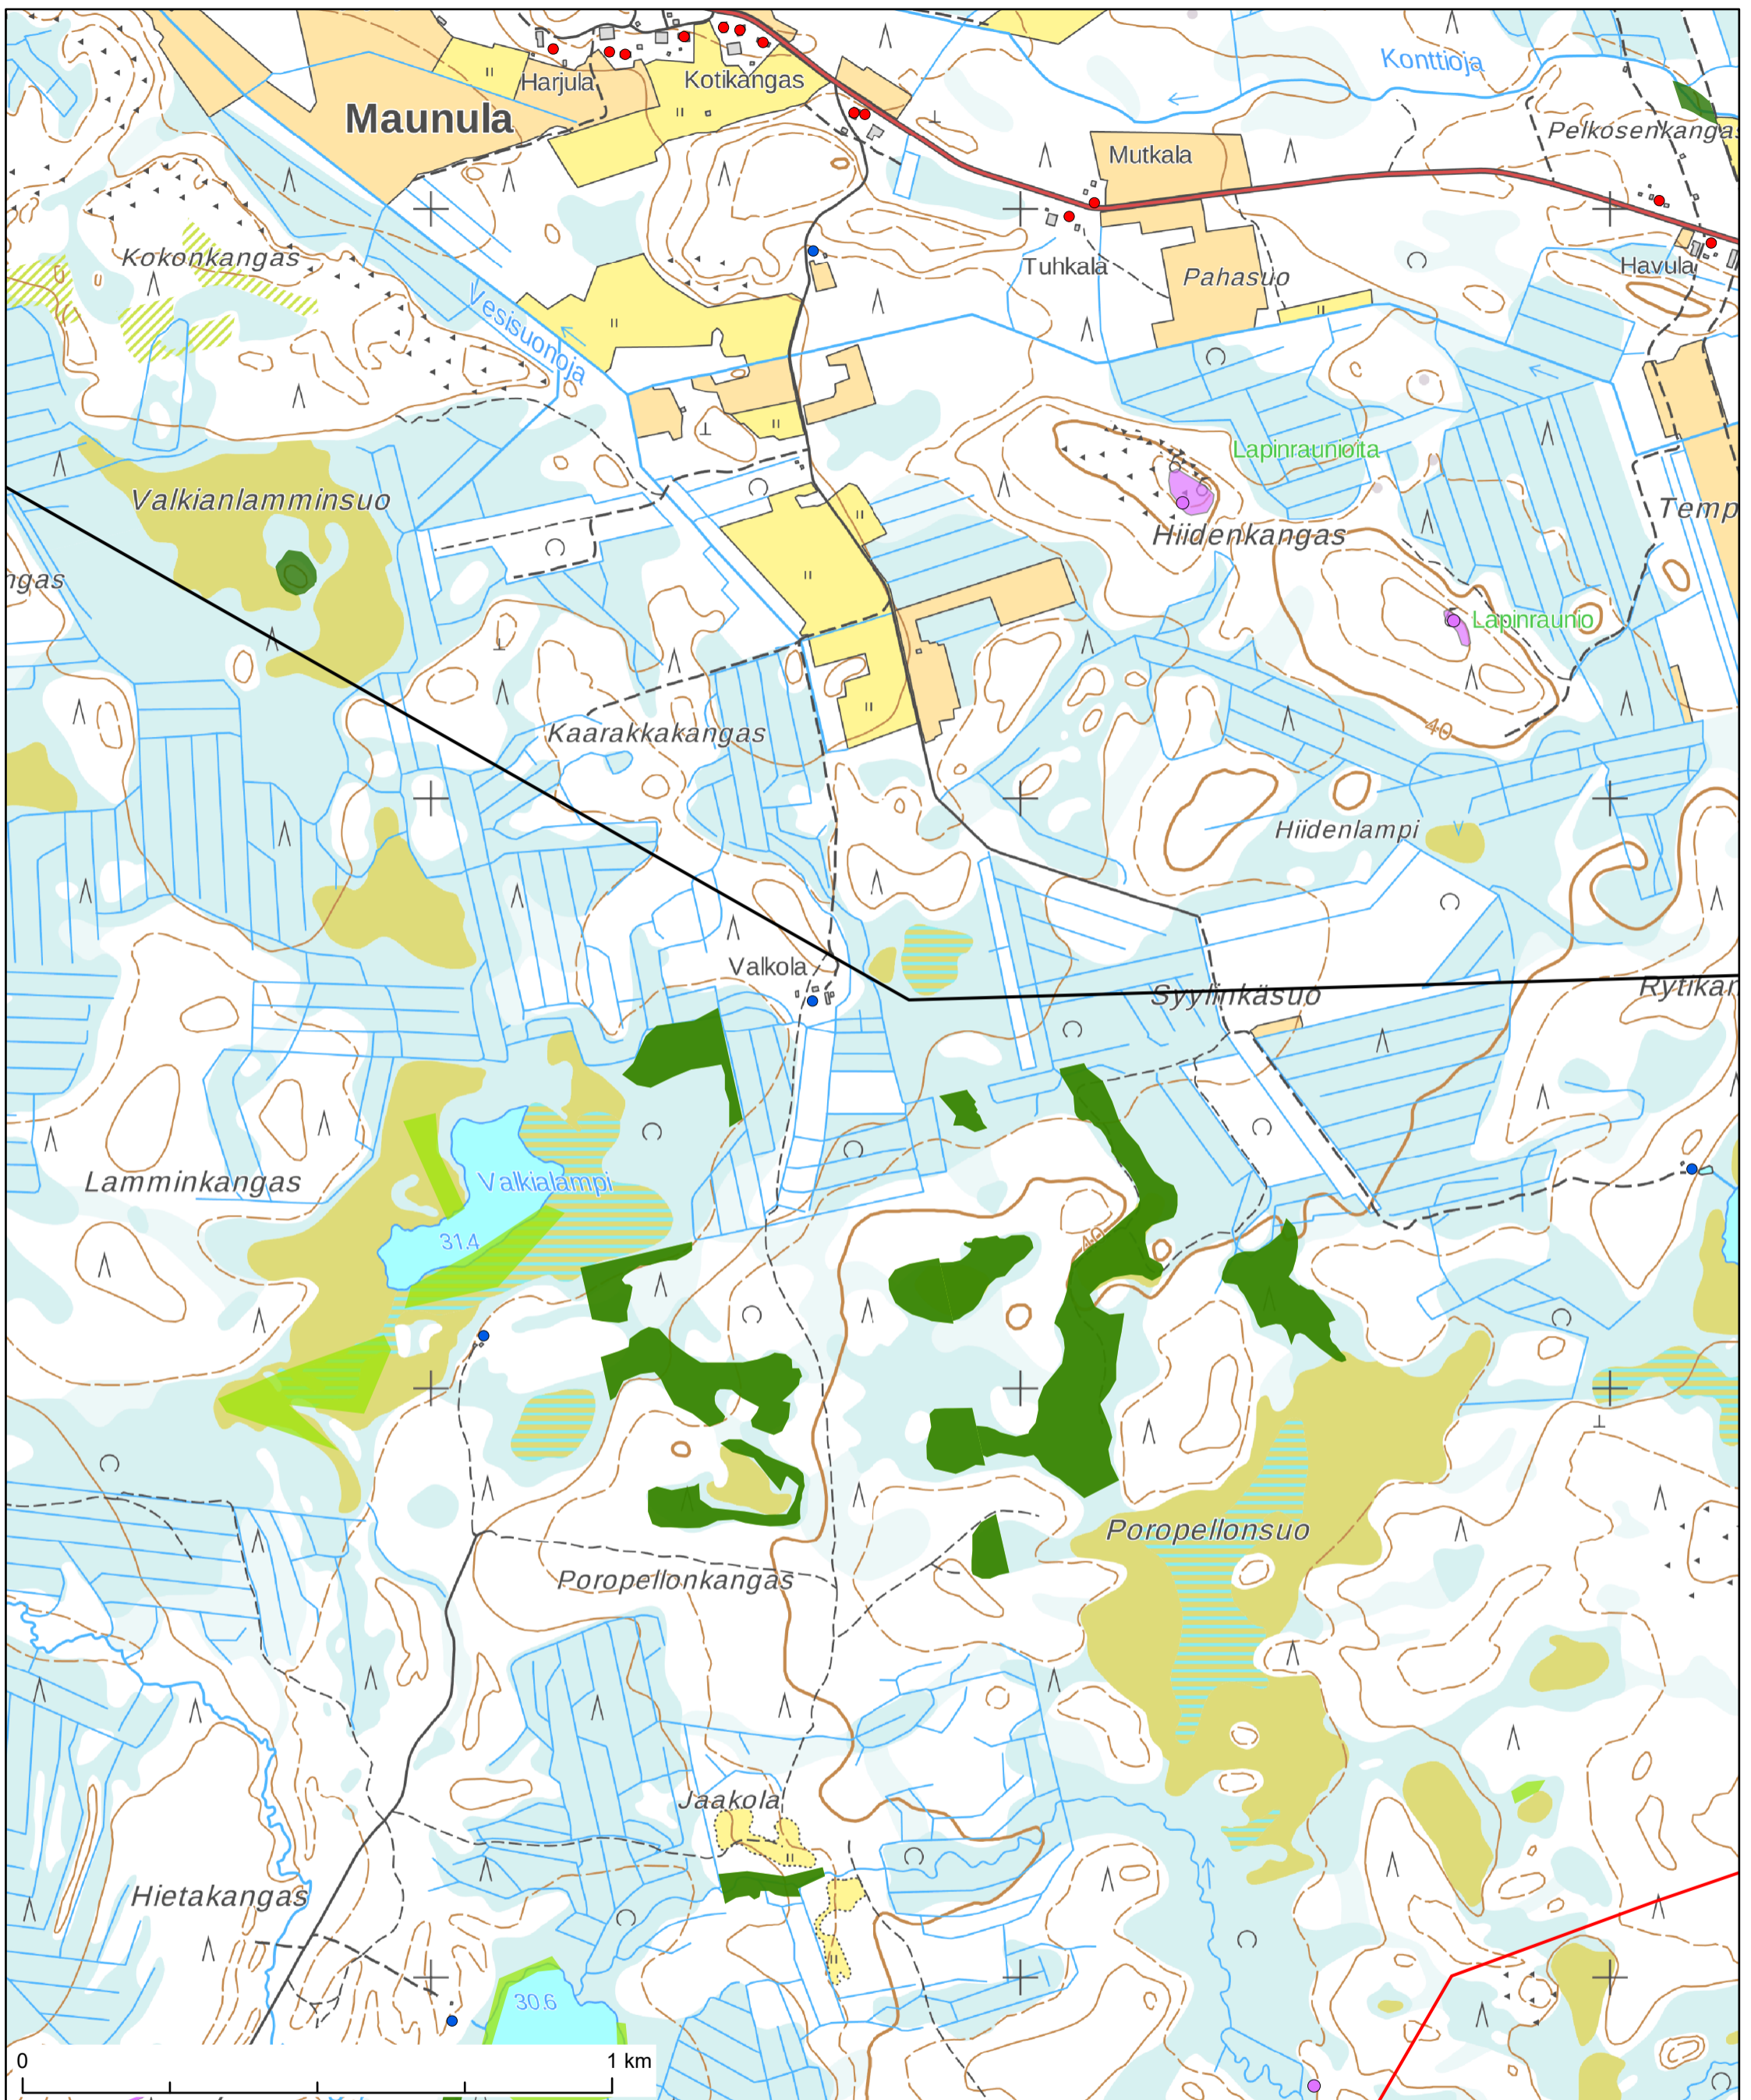 Konttioja
Harjula
Kotikangas
Maunula
Pelkosenkangas
Mutkala
Kokonkangas
Tuhkala
Pahasuo
Havula
Vesisuonoja
Lapinraunioita
Valkianlamminsuo
Temp
Hiidenkangas
ngas
Lapinraunio
Kaarakkakangas
40
Hiidenlampi
Valkola
Syylinkäsuo
Rytikan
Lamminkangas
Valkialampi
31.4
40
Poropellonsuo
Poropellonkangas
Jaakola
Hietakangas
30.6
0
1 km